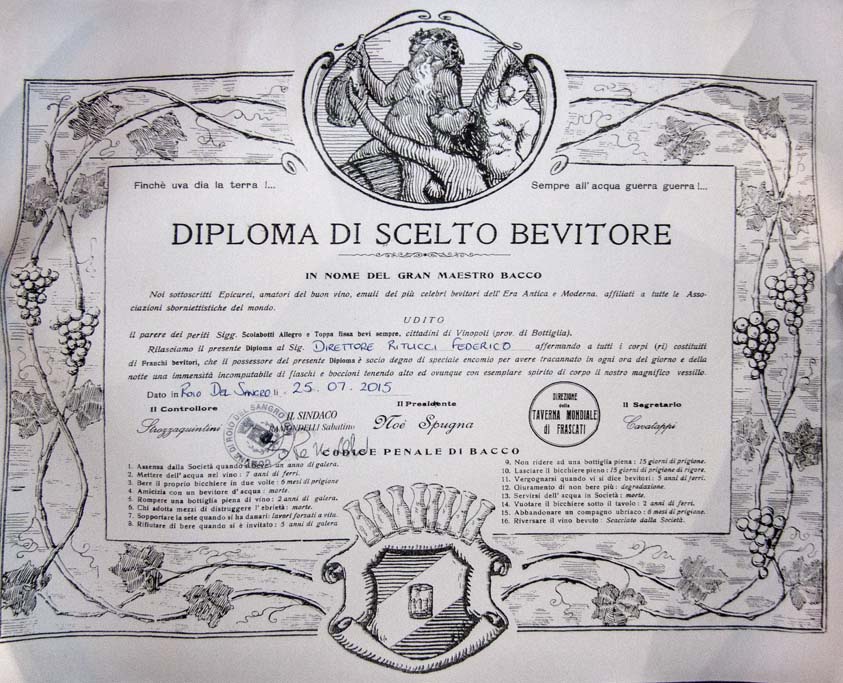 Finchè uva dia la terra !...
Sempre all' acqua guerra guerra !...
DIPLOMA DI SCELTO BEVITORE
IN NOME DEL GRAN MAESTRO BACCO
Noi sottoscritti Epicurei, amatori del buon vino, emuli dei più celebri bevitori dell' Era Antica e Moderna. affiliati a tutte le Asso-
ciazioni sborniettistiche del mondo.
UDITO
il parere dei periti Sigg. Scolabotti Allegro e Toppa fissa bevi sempre, cittadini di Vinopoli (prov. di Bottiglia).
Rilasciamo il presente Diploma al Sig. DIRETTORE RITUCCI FEDERICO affermando a tutti i corpi (ri) costituiti
di Franchi bevitori, che il possessore del presente Diploma è socio degno di speciale encomio per avere tracannato in ogni ora del giorno e della
notte una immensità incomputabile di fiaschi e boccioni tenendo alto ed ovunque con esemplare spirito di corpo il nostro magnifico vessillo.
Dato in ROIO DEL SANGRO li 25. 07. 2015
Il Controllore
Strozzaquintini
IL SINDACO
Sabatino
Il Presidente
Noè Spugna
DIREZIONE
della
TAVERNA MONDIALE
di FRASCATI
Il Segretario
Cavatappi
DI ROIO DEL SANGRO
CODICE PENALE DI BACCO
1. Assenza dalla Società quando si beve: un anno di galera.
2. Mettere dell'acqua nel vino : 7 anni di ferri.
3. Bere il proprio bicchiere in due volte : 6 mesi di prigione
4. Amicizia con un bevitore d'acqua : morte.
5. Rompere una bottiglia piena di vino : 2 anni di galera.
6. Chi adotta mezzi di distruggere l'ebrietà : morte.
7. Sopportare la sete quando si ha danari : lavori forzati a vita.
8. Rifiutare di bere quando si è invitato : 5 anni di galera
9. Non ridere ad una bottiglia piena : 15 giorni di prigione.
10. Lasciare il bicchiere pieno : 15 giorni di prigione di rigore.
11. Vergognarsi quando vi si dice bevitori : 5 anni di ferri.
12. Giuramento di non bere più : degradazione.
13. Servirsi dell' acqua in Società : morte.
14. Vuotare il bicchiere sotto il tavolo : 2 anni di ferri.
15. Abbandonare un compagno ubriaco : 6 mesi di prigione.
16. Riversare il vino bevuto : Scacciato dalla Società.